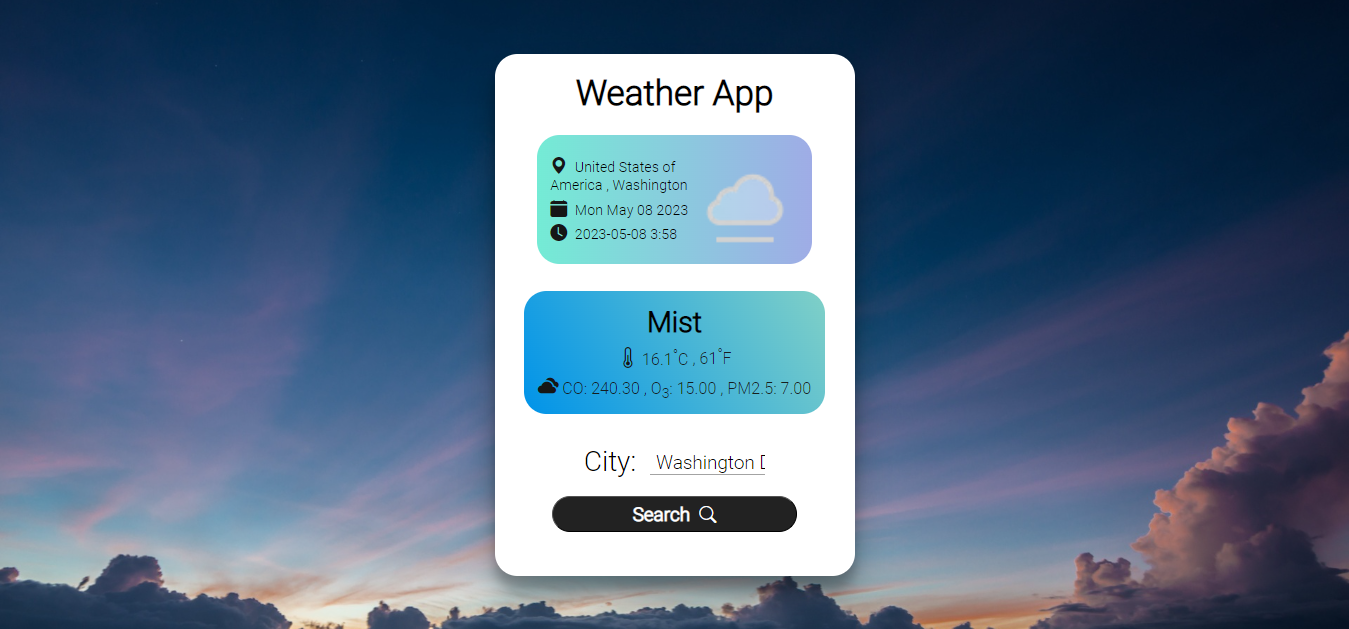 Weather App
United States of
America , Washington
Mon May 08 2023
2023-05-08 3:58
Mist
16.1°C , 61°F
CO: 240.30 , O₃: 15.00 , PM2.5: 7.00
City: Washington
Search